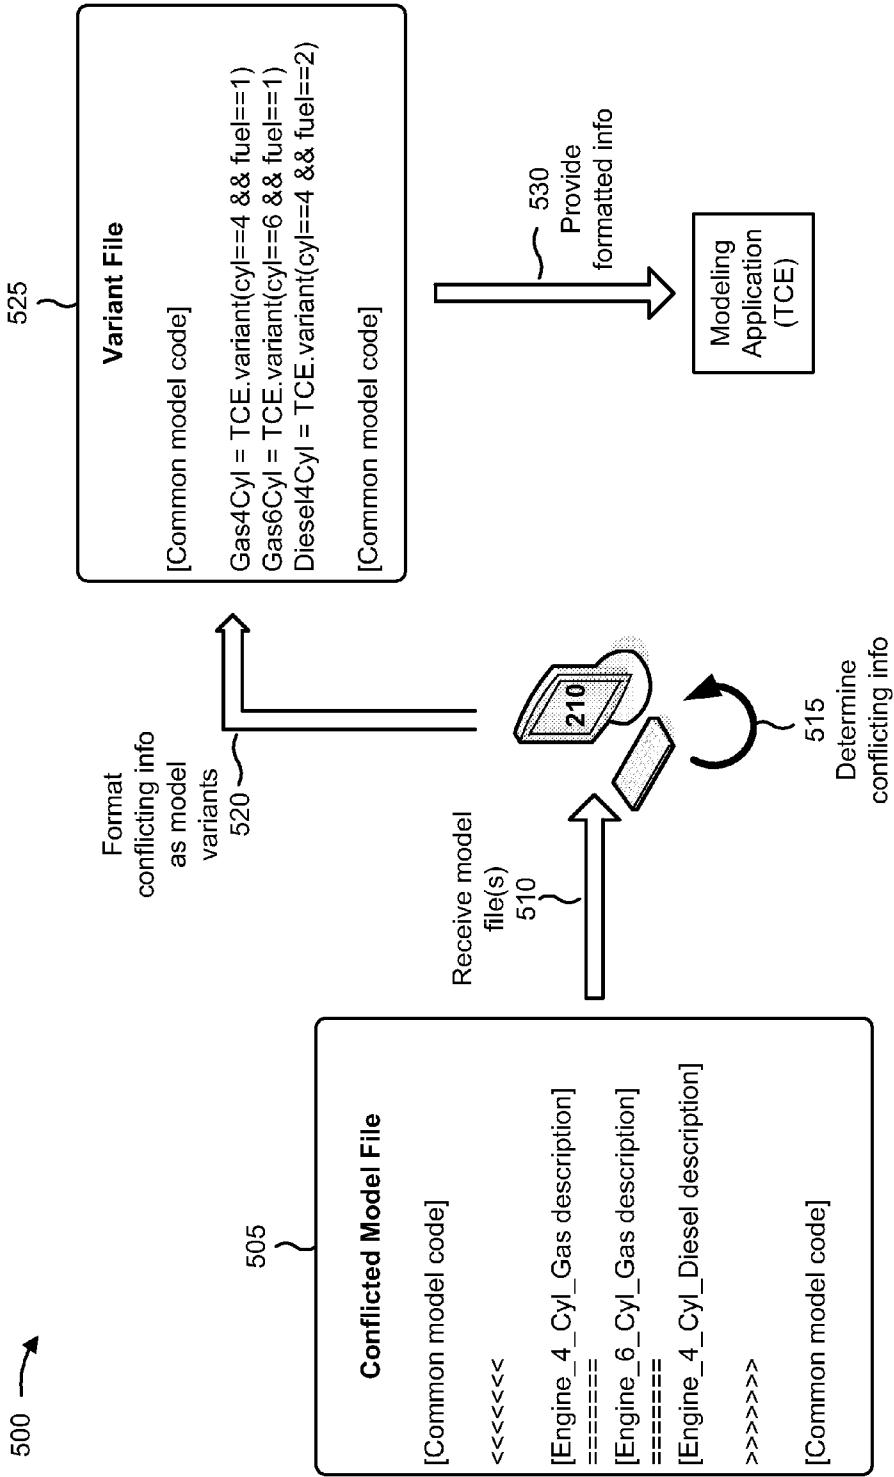 500
505
Conflicted Model File
[Common model code]
<<<<<<<
[Engine_4_Cyl_Gas description]
=======
[Engine_6_Cyl_Gas description]
=======
[Engine_4_Cyl_Diesel description]
>>>>>>>
[Common model code]
Receive model
file(s)
510
210
515
Determine
conflicting info
Format
conflicting info
as model
variants
520
525
Variant File
[Common model code]
Gas4Cyl = TCE.variant(cyl==4 && fuel==1)
Gas6Cyl = TCE.variant(cyl==6 && fuel==1)
Diesel4Cyl = TCE.variant(cyl==4 && fuel==2)
[Common model code]
530
Provide
formatted info
Modeling
Application
(TCE)